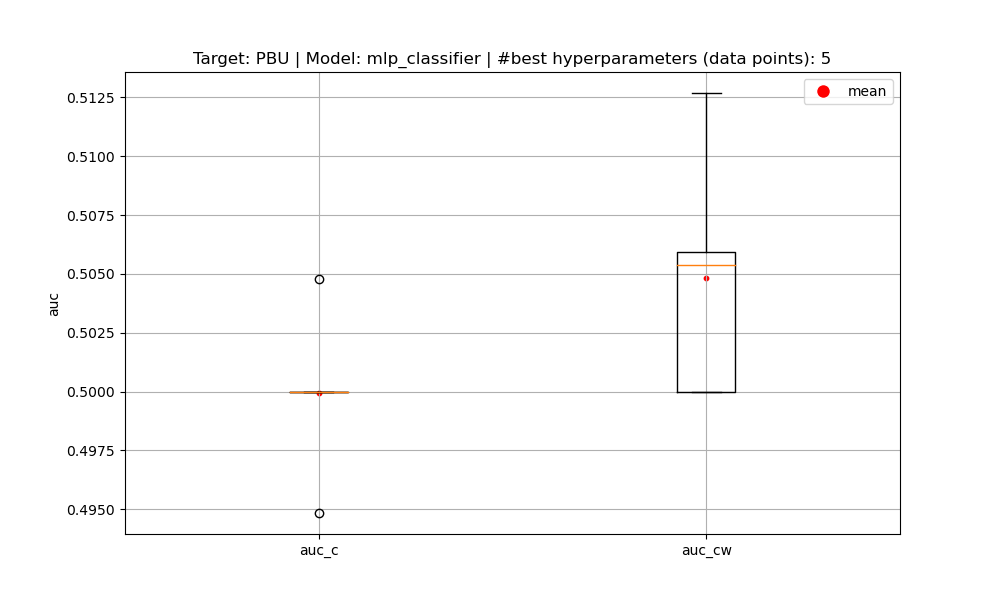 Target: PBU | Model: mlp_classifier | #best hyperparameters (data points): 5
mean
0.5125
0.5100
0.5075
0.5050
0.5025
0.5000
0.4975
0.4950
auc
auc_c
auc_cw